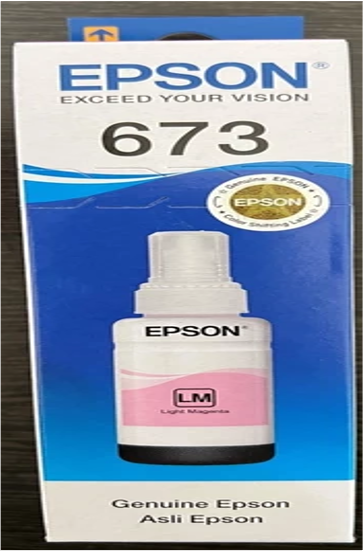 EPSON®
EXCEED YOUR VISION
673
Genuine EPSON
EPSON
Color Shifting Label
EPSON®
LM
Light Magenta
Genuine Epson
Asli Epson